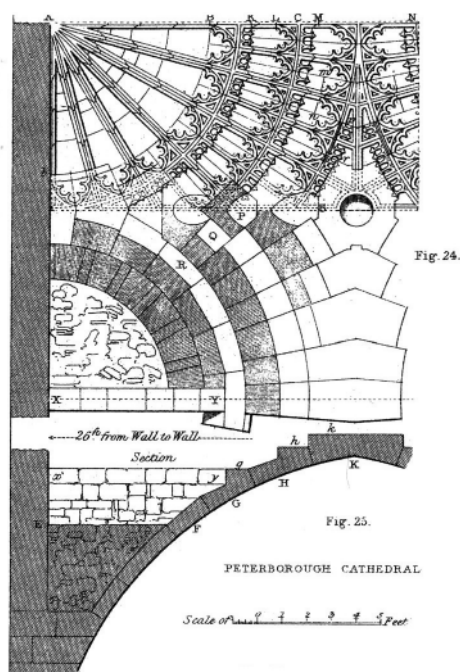 A B K L C M N
P
Q
R
Fig. 24.
X Y
k
26 ft from Wall to Wall
h
Section
g
x y
H K
G
E F
Fig. 25.
PETERBOROUGH CATHEDRAL
Scale of 0 1 2 3 4 5 Feet